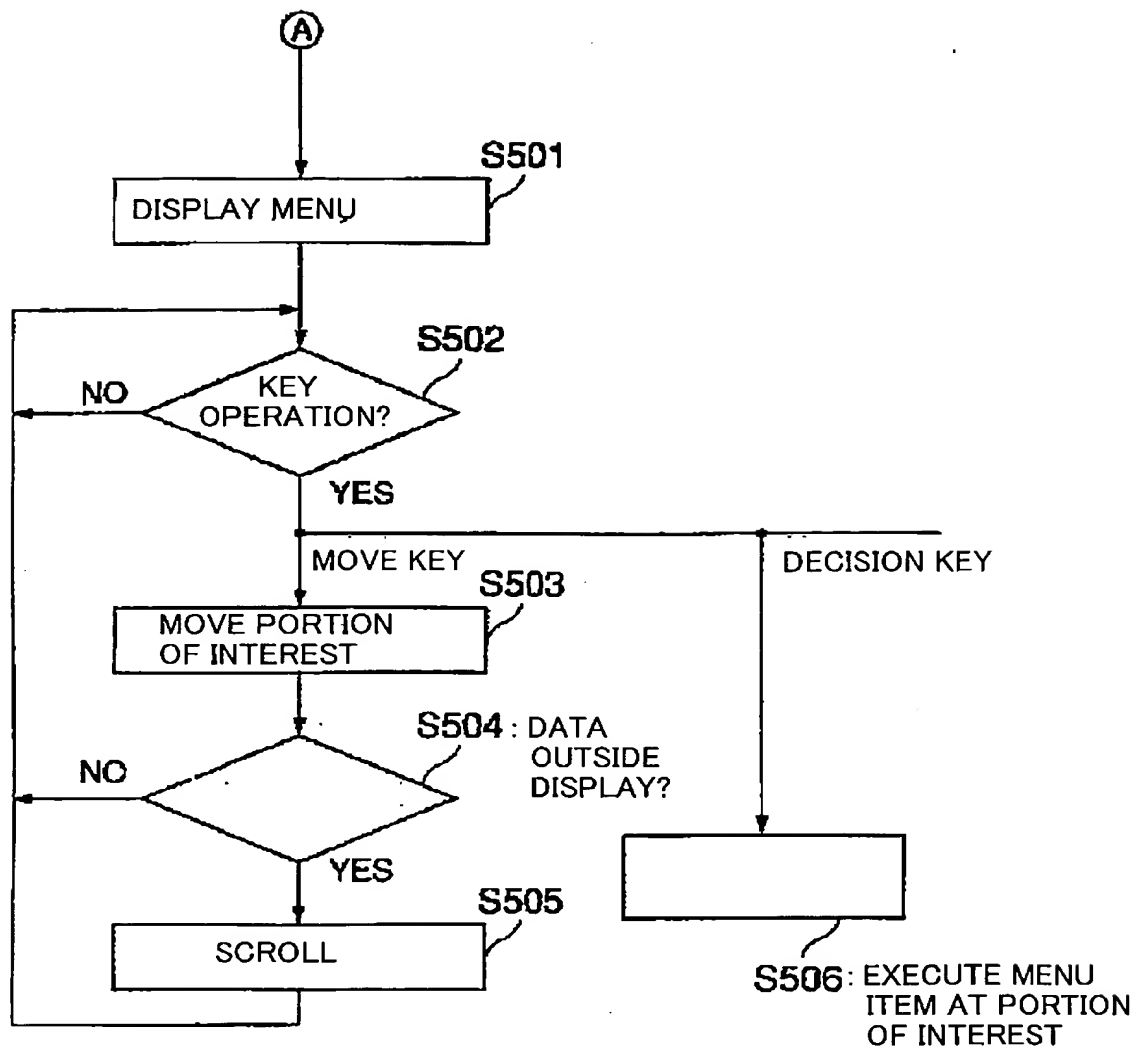 A
S501
DISPLAY MENU
S502
NO
KEY
OPERATION?
YES
MOVE KEY
DECISION KEY
S503
MOVE PORTION
OF INTEREST
S504 : DATA
OUTSIDE
DISPLAY?
NO
YES
S505
SCROLL
S506 : EXECUTE MENU
ITEM AT PORTION
OF INTEREST